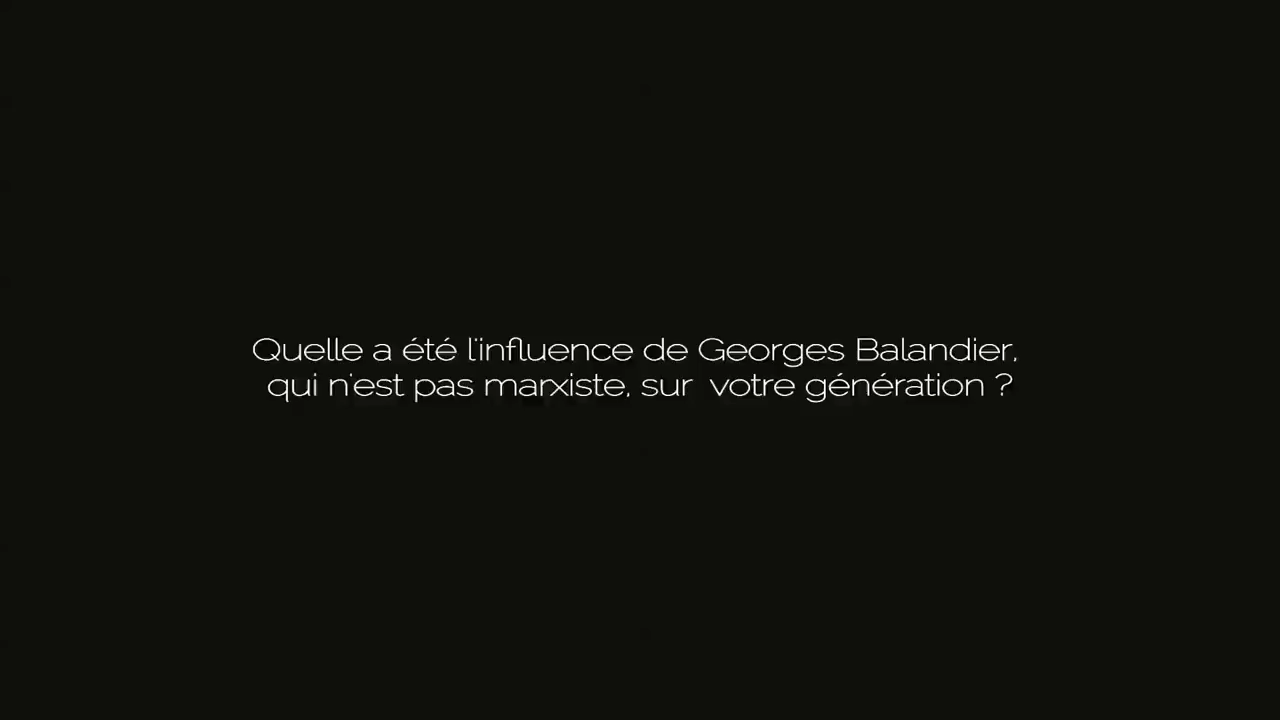 Quelle a été l'influence de Georges Balandier,
qui n'est pas marxiste, sur votre génération ?